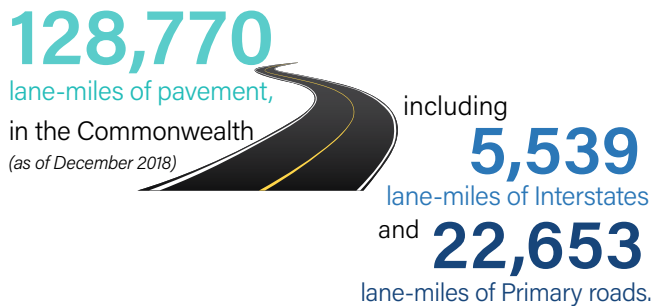 128,770
lane-miles of pavement,
in the Commonwealth
(as of December 2018)
including
5,539
lane-miles of Interstates
and 22,653
lane-miles of Primary roads.